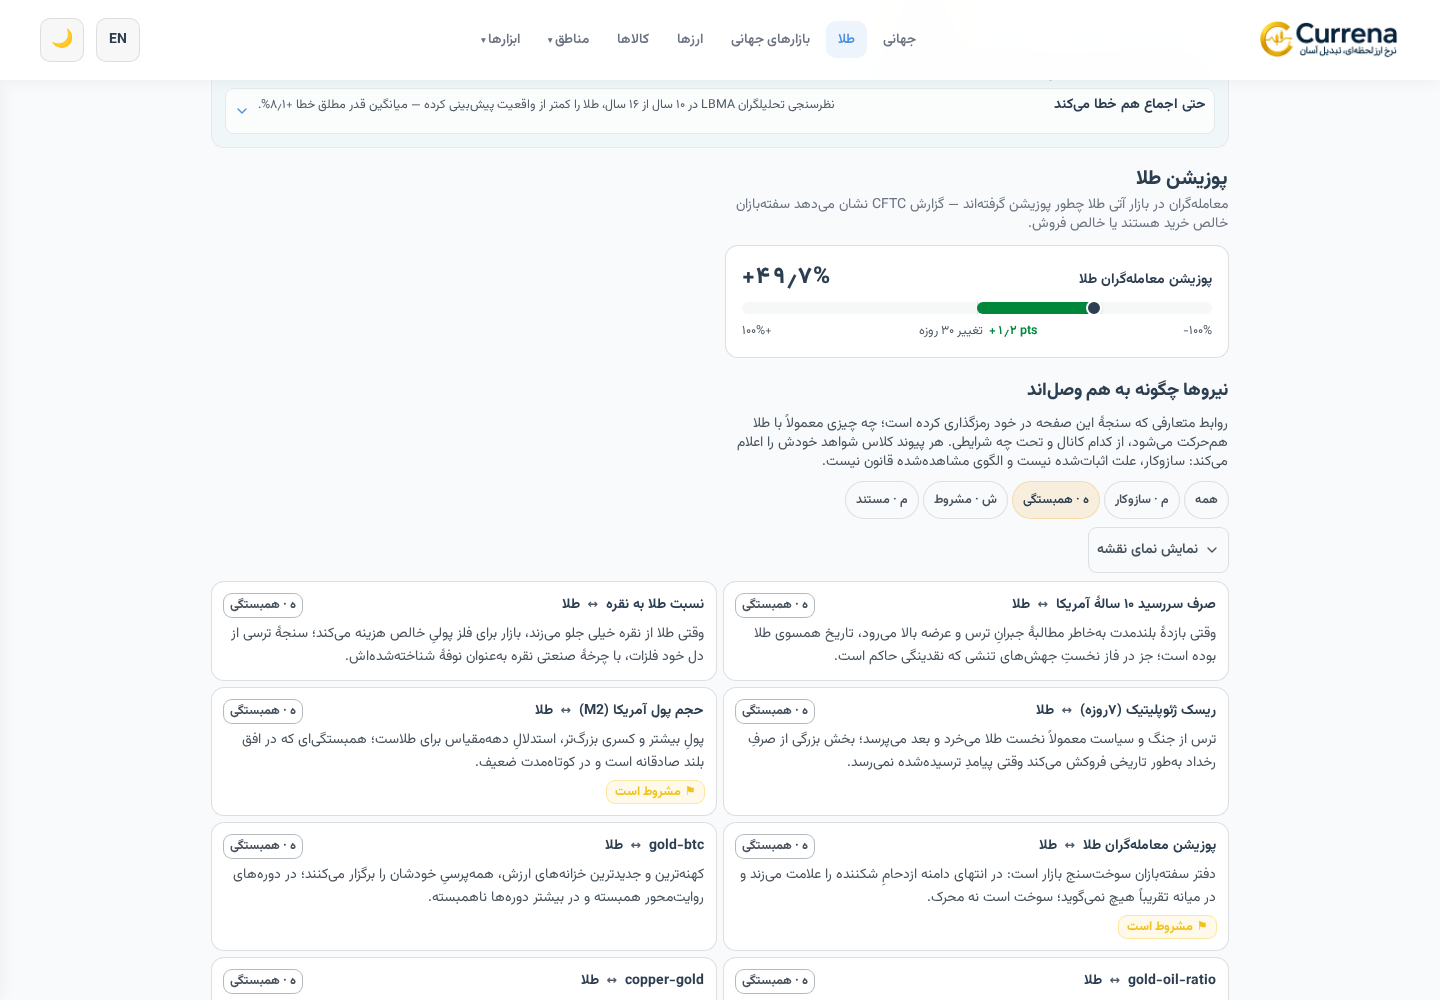 Currena
نرخ ارز لحظه‌ای، تبدیل آسان
جهانی
طلا
بازارهای جهانی
ارزها
کالاها
مناطق ▾
ابزارها ▾
EN
حتی اجماع هم خطا می‌کند
نظرسنجی تحلیلگران LBMA در ۱۰ سال از ۱۶ سال، طلا را کمتر از واقعیت پیش‌بینی کرده — میانگین قدر مطلق خطا +۸٫۱%.
پوزیشن طلا
معامله‌گران در بازار آتی طلا چطور پوزیشن گرفته‌اند — گزارش CFTC نشان می‌دهد سفته‌بازان
خالص خرید هستند یا خالص فروش.
پوزیشن معامله‌گران طلا
+۴۹٫۷%
-۱۰۰%
+۱٫۲ pts تغییر ۳۰ روزه
+۱۰۰%
نیروها چگونه به هم وصل‌اند
روابط متعارفی که سنجهٔ این صفحه در خود رمزگذاری کرده است؛ چه چیزی معمولاً با طلا
هم‌حرکت می‌شود، از کدام کانال و تحت چه شرایطی. هر پیوند کلاس شواهد خودش را اعلام
می‌کند: سازوکار، علت اثبات‌شده نیست و الگوی مشاهده‌شده قانون نیست.
همه
م · سازوکار
ه · همبستگی
ش · مشروط
م · مستند
نمایش نمای نقشه
صرف سررسید ۱۰ سالهٔ آمریکا ↔ طلا
ه · همبستگی
وقتی بازدهٔ بلندمدت به‌خاطر مطالبهٔ جبرانِ ترس و عرضه بالا می‌رود، تاریخ همسوی طلا
بوده است؛ جز در فاز نخستِ جهش‌های تنشی که نقدینگی حاکم است.
نسبت طلا به نقره ↔ طلا
ه · همبستگی
وقتی طلا از نقره خیلی جلو می‌زند، بازار برای فلز پولیِ خالص هزینه می‌کند؛ سنجهٔ ترسی از
دل خود فلزات، با چرخهٔ صنعتی نقره به‌عنوان نوفهٔ شناخته‌شده‌اش.
ریسک ژئوپلیتیک (۷روزه) ↔ طلا
ه · همبستگی
ترس از جنگ و سیاست معمولاً نخست طلا می‌خرد و بعد می‌پرسد؛ بخش بزرگی از صرفِ
رخداد به‌طور تاریخی فروکش می‌کند وقتی پیامدِ ترسیده‌شده نمی‌رسد.
حجم پول آمریکا (M2) ↔ طلا
ه · همبستگی
پولِ بیشتر و کسری بزرگ‌تر، استدلالِ دهه‌مقیاس برای طلاست؛ همبستگی‌ای که در افق
بلند صادقانه است و در کوتاه‌مدت ضعیف.
⚑ مشروط است
پوزیشن معامله‌گران طلا ↔ طلا
ه · همبستگی
دفتر سفته‌بازان سوخت‌سنج بازار است: در انتهای دامنه ازدحامِ شکننده را علامت می‌زند و
در میانه تقریباً هیچ نمی‌گوید؛ سوخت است نه محرک.
⚑ مشروط است
gold-btc ↔ طلا
ه · همبستگی
کهنه‌ترین و جدیدترین خزانه‌های ارزش، همه‌پرسیِ خودشان را برگزار می‌کنند؛ در دوره‌های
روایت‌محور همبسته و در بیشتر دوره‌ها ناهمبسته.
gold-oil-ratio ↔ طلا
ه · همبستگی
copper-gold ↔ طلا
ه · همبستگی